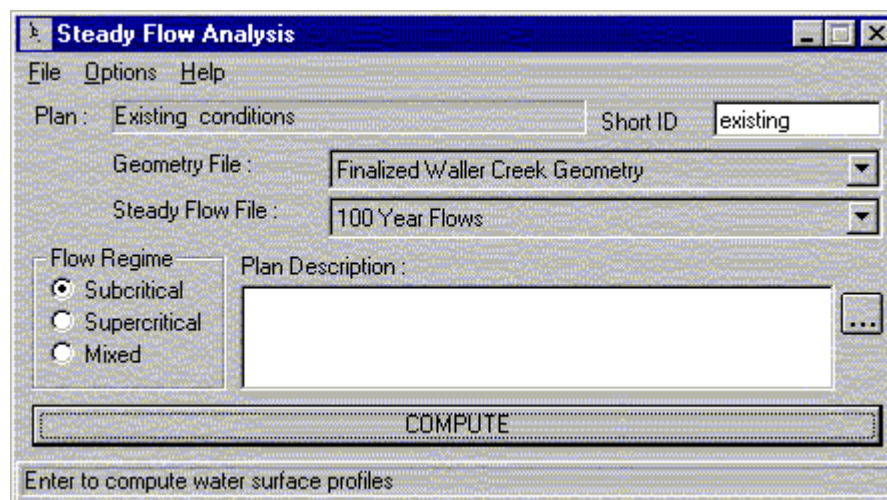 Steady Flow Analysis
File Options Help
Plan : Existing conditions Short ID existing
Geometry File : Finalized Waller Creek Geometry
Steady Flow File : 100 Year Flows
Flow Regime
Plan Description :
Subcritical
Supercritical
Mixed
...
COMPUTE
Enter to compute water surface profiles